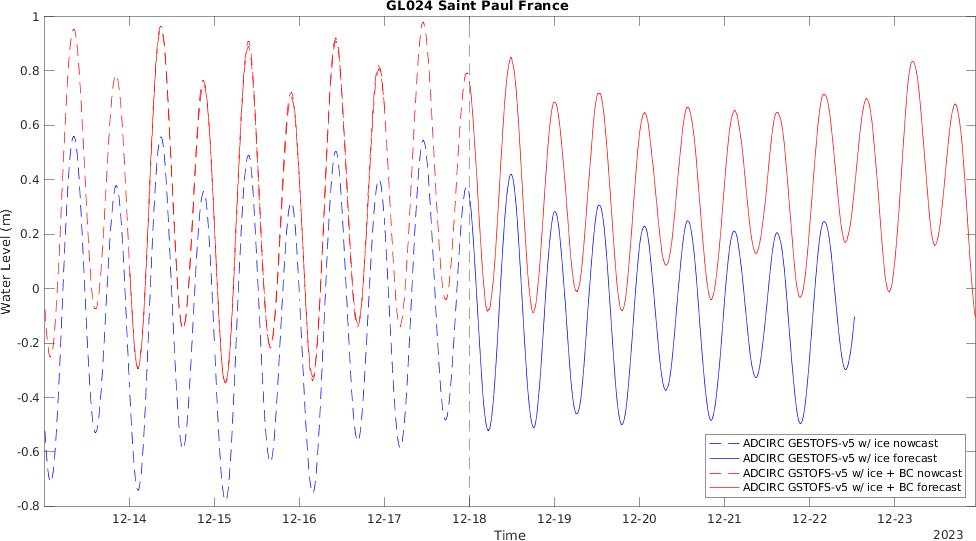 GL024 Saint Paul France
1
0.8
0.6
0.4
0.2
0
-0.2
-0.4
-0.6
-0.8
Water Level (m)
ADCIRC GESTOFS-v5 w/ ice nowcast
ADCIRC GESTOFS-v5 w/ ice forecast
ADCIRC GSTOFS-v5 w/ ice + BC nowcast
ADCIRC GSTOFS-v5 w/ ice + BC forecast
12-14 12-15 12-16 12-17 12-18 12-19 12-20 12-21 12-22 12-23
Time
2023